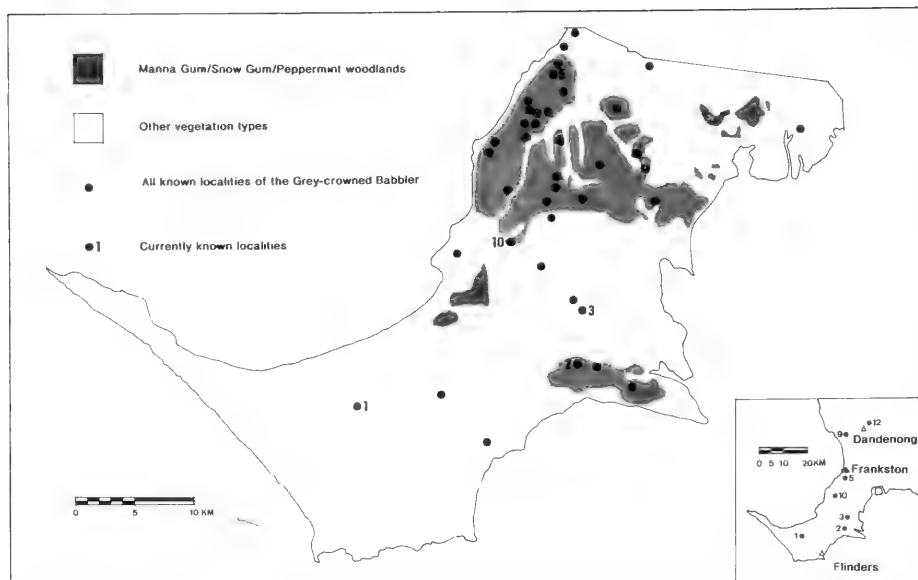 Manna Gum/Snow Gum/Peppermint woodlands
Other vegetation types
All known localities of the Grey-crowned Babbler
1 Currently known localities
5
10
3
2
1
0 5 10 KM
12
9
Dandenong
0 5 10 20KM
Frankston
5
10
3
2
1
Flinders